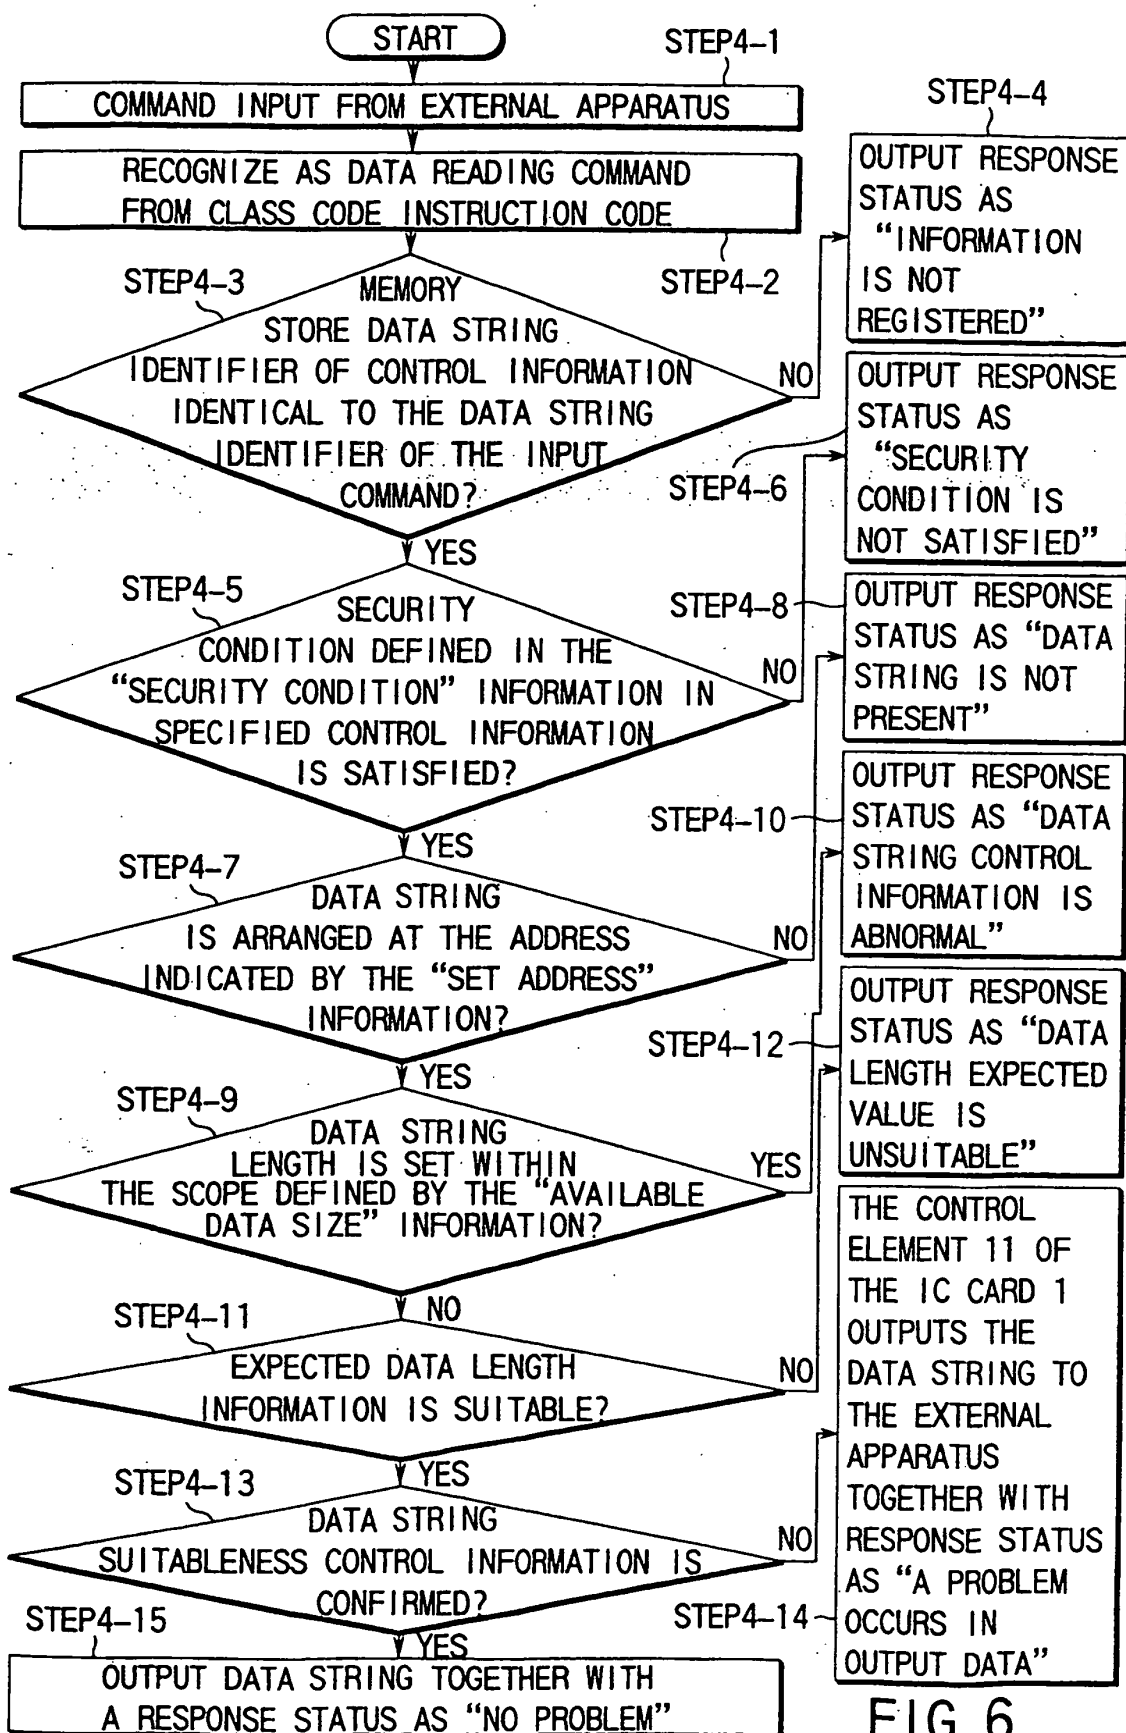 START
STEP4-1
COMMAND INPUT FROM EXTERNAL APPARATUS
RECOGNIZE AS DATA READING COMMAND
FROM CLASS CODE INSTRUCTION CODE
STEP4-2
STEP4-3
MEMORY
STORE DATA STRING
IDENTIFIER OF CONTROL INFORMATION
IDENTICAL TO THE DATA STRING
IDENTIFIER OF THE INPUT
COMMAND?
NO
YES
STEP4-4
OUTPUT RESPONSE
STATUS AS
“INFORMATION
IS NOT
REGISTERED”
STEP4-5
SECURITY
CONDITION DEFINED IN THE
“SECURITY CONDITION” INFORMATION IN
SPECIFIED CONTROL INFORMATION
IS SATISFIED?
NO
YES
STEP4-6
OUTPUT RESPONSE
STATUS AS
“SECURITY
CONDITION IS
NOT SATISFIED”
STEP4-7
DATA STRING
IS ARRANGED AT THE ADDRESS
INDICATED BY THE “SET ADDRESS”
INFORMATION?
NO
YES
STEP4-8
OUTPUT RESPONSE
STATUS AS “DATA
STRING IS NOT
PRESENT”
STEP4-9
DATA STRING
LENGTH IS SET WITHIN
THE SCOPE DEFINED BY THE “AVAILABLE
DATA SIZE” INFORMATION?
YES
NO
STEP4-10
OUTPUT RESPONSE
STATUS AS “DATA
STRING CONTROL
INFORMATION IS
ABNORMAL”
STEP4-11
EXPECTED DATA LENGTH
INFORMATION IS SUITABLE?
NO
YES
STEP4-12
OUTPUT RESPONSE
STATUS AS “DATA
LENGTH EXPECTED
VALUE IS
UNSUITABLE”
STEP4-13
DATA STRING
SUITABLENESS CONTROL INFORMATION IS
CONFIRMED?
NO
YES
STEP4-14
THE CONTROL
ELEMENT 11 OF
THE IC CARD 1
OUTPUTS THE
DATA STRING TO
THE EXTERNAL
APPARATUS
TOGETHER WITH
RESPONSE STATUS
AS “A PROBLEM
OCCURS IN
OUTPUT DATA”
STEP4-15
OUTPUT DATA STRING TOGETHER WITH
A RESPONSE STATUS AS “NO PROBLEM”
FIG.6